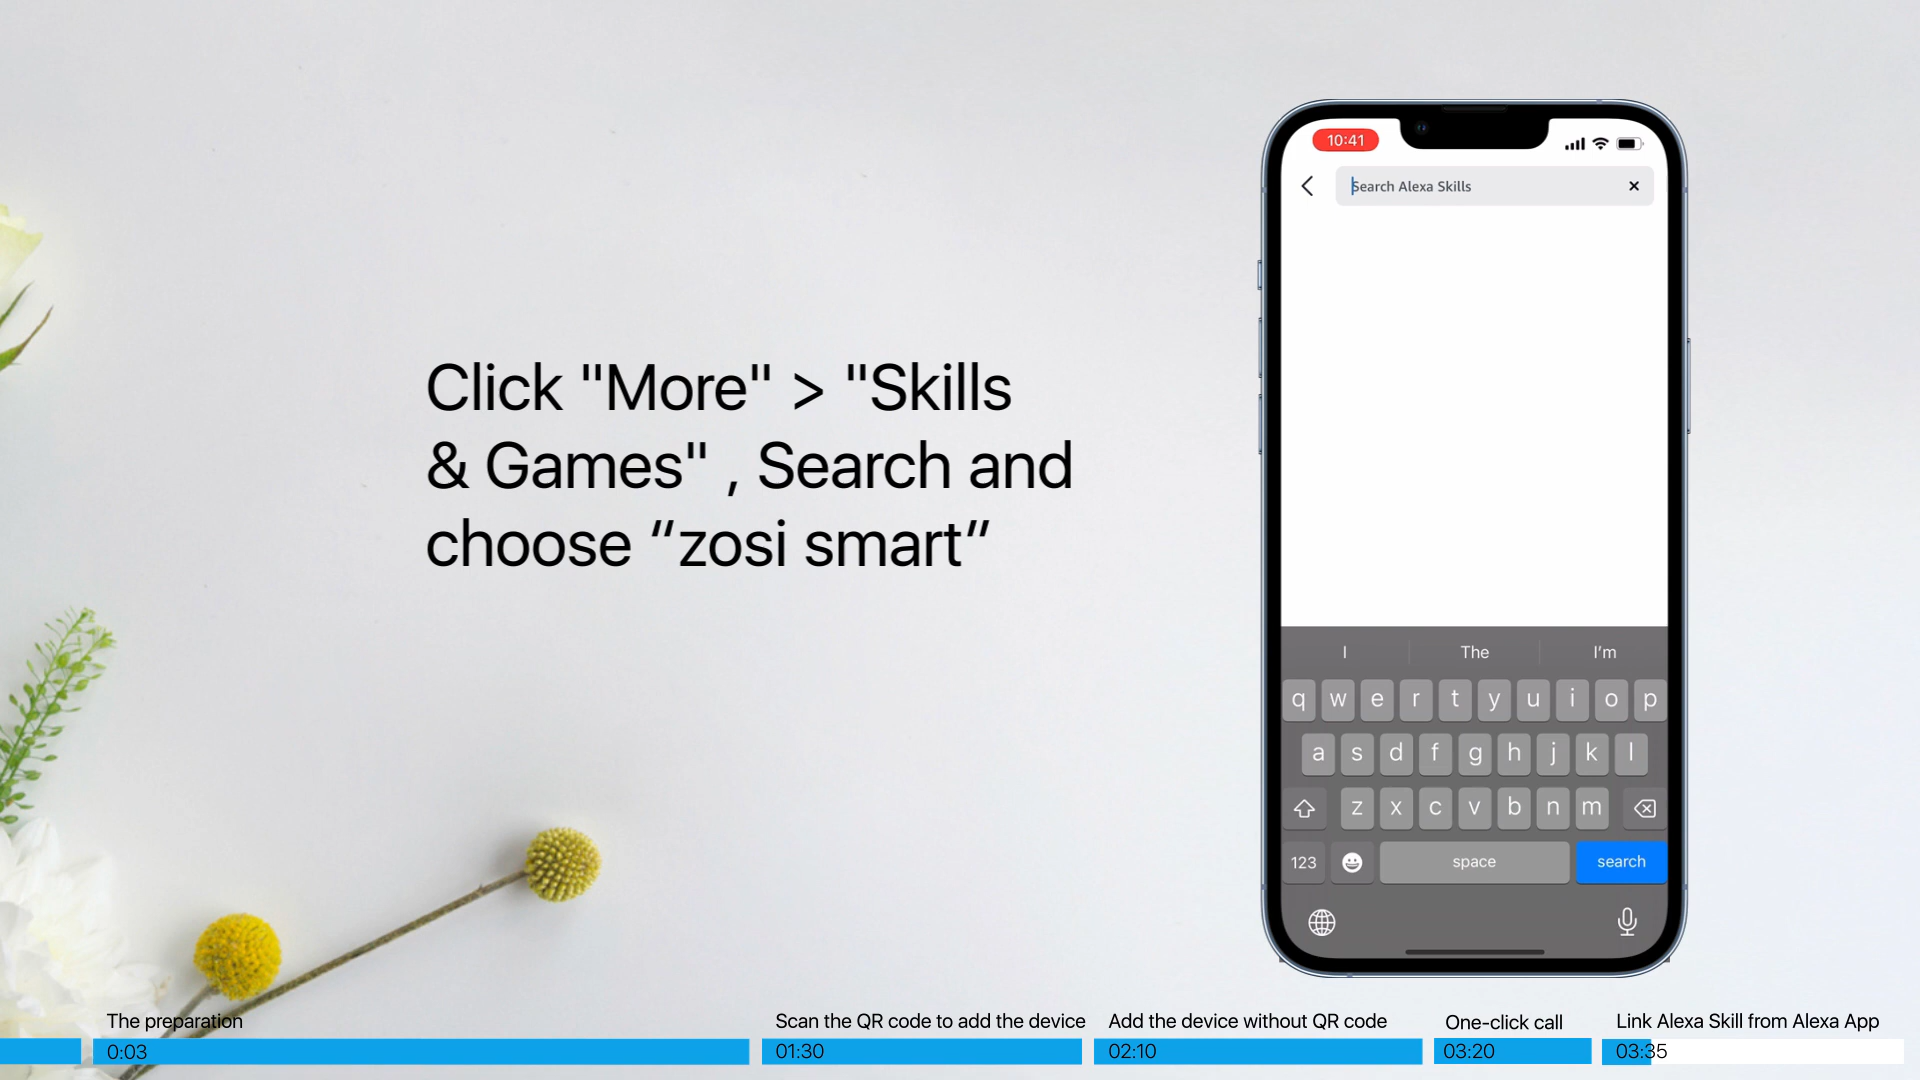 10:41
Search Alexa Skills
Click "More" > "Skills
& Games" , Search and
choose “zosi smart”
I The I'm
q w e r t y u i o p
a s d f g h j k l
z x c v b n m
123 space search
The preparation
0:03
Scan the QR code to add the device
01:30
Add the device without QR code
02:10
One-click call
03:20
Link Alexa Skill from Alexa App
03:35